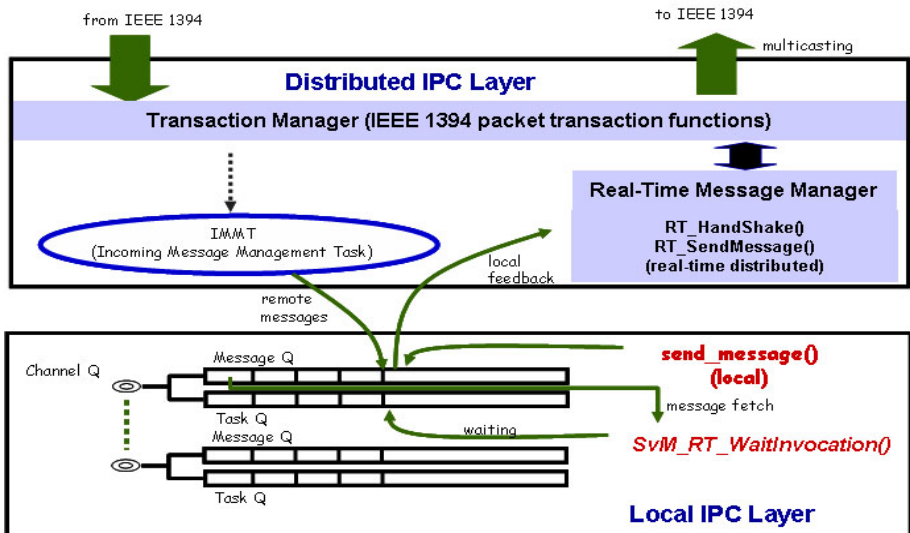 from IEEE 1394
to IEEE 1394
multicasting
Distributed IPC Layer
Transaction Manager (IEEE 1394 packet transaction functions)
Real-Time Message Manager
RT_HandShake()
RT_SendMessage()
(real-time distributed)
IMMT
(Incoming Message Management Task)
local
feedback
remote
messages
Channel Q
Message Q
send_message()
(local)
message fetch
Task Q
waiting
Message Q
SvM_RT_WaitInvocation()
Task Q
Local IPC Layer